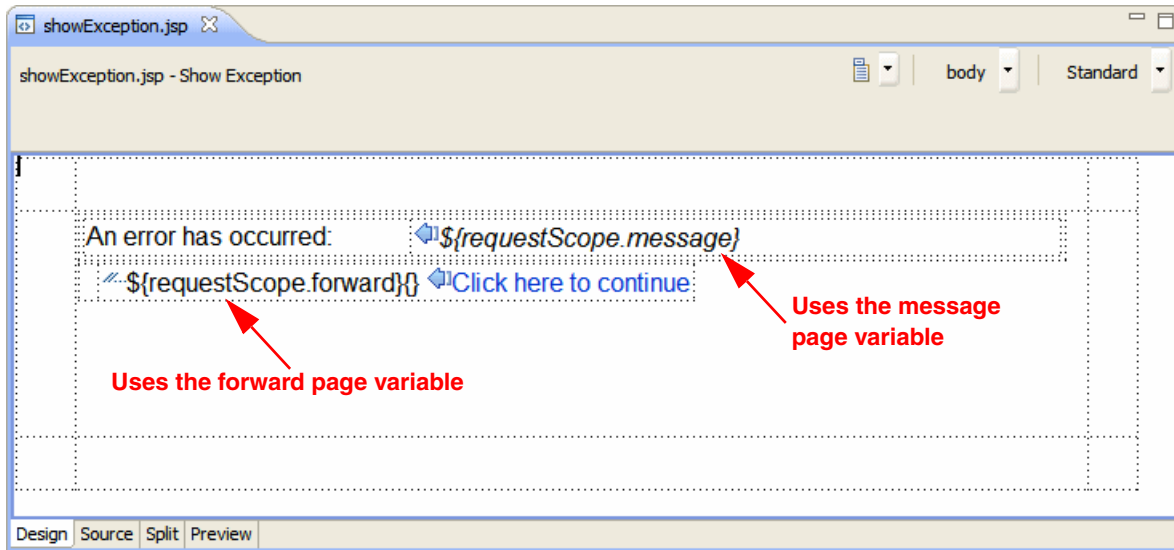 showException.jsp
showException.jsp - Show Exception
body
Standard
An error has occurred:
${requestScope.message}
${requestScope.forward}{}
Click here to continue
Uses the message
page variable
Uses the forward page variable
Design Source Split Preview